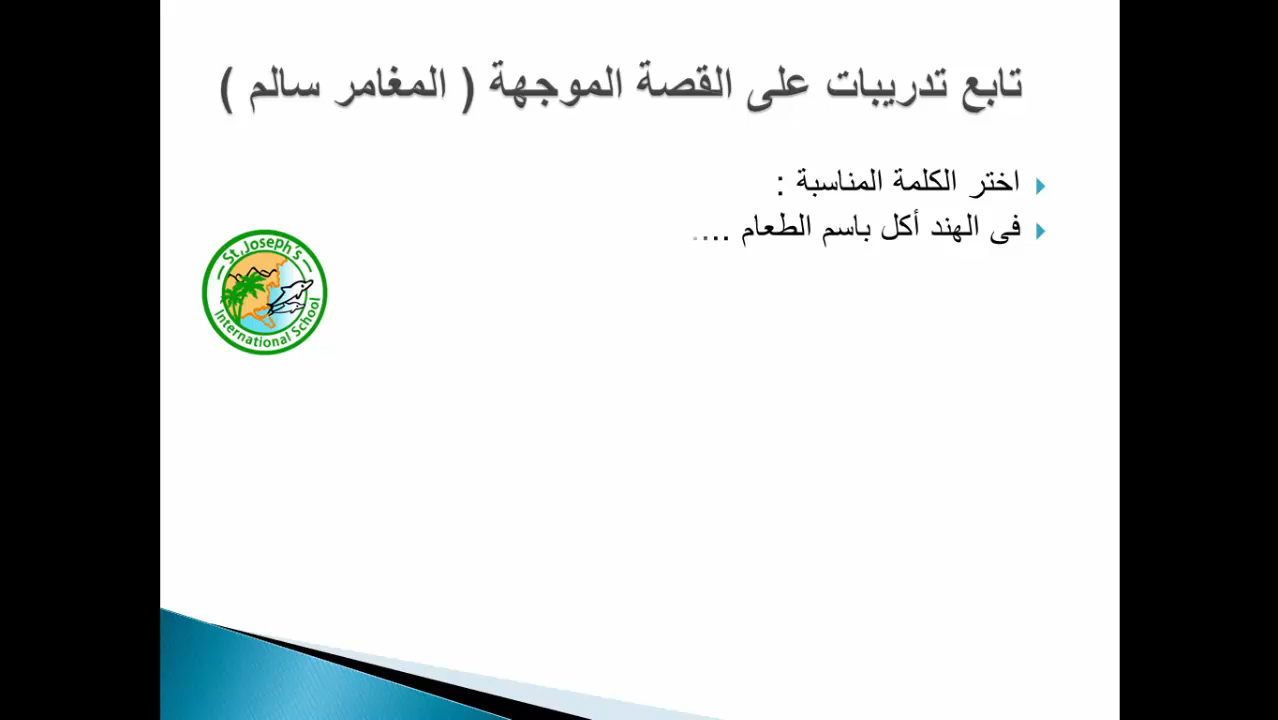 تابع تدريبات على القصة الموجهة ( المغامر سالم )
اختر الكلمة المناسبة :
فى الهند أكل باسم الطعام ....
St.Joseph's
International School